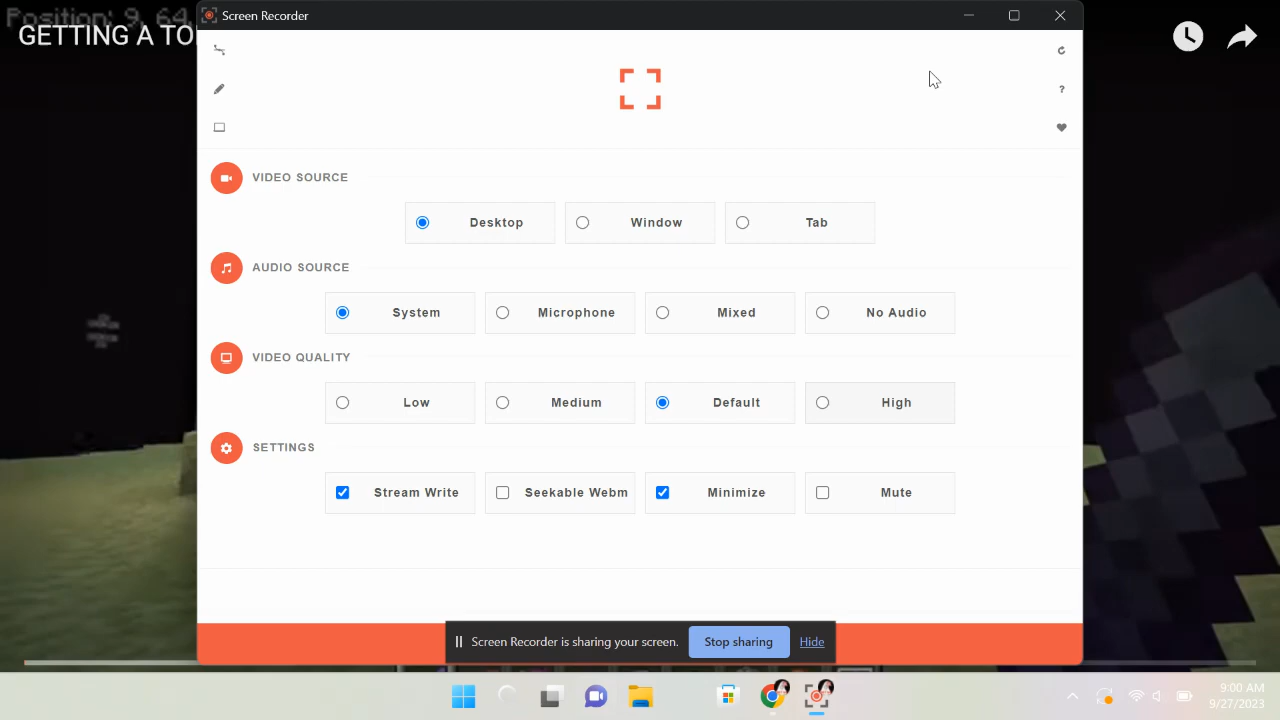 Position: 9, 64,
Screen Recorder
GETTING A TO
?
VIDEO SOURCE
Desktop
Window
Tab
AUDIO SOURCE
System
Microphone
Mixed
No Audio
VIDEO QUALITY
Low
Medium
Default
High
SETTINGS
Stream Write
Seekable Webm
Minimize
Mute
Screen Recorder is sharing your screen.
Stop sharing
Hide
9:00 AM
9/27/2023